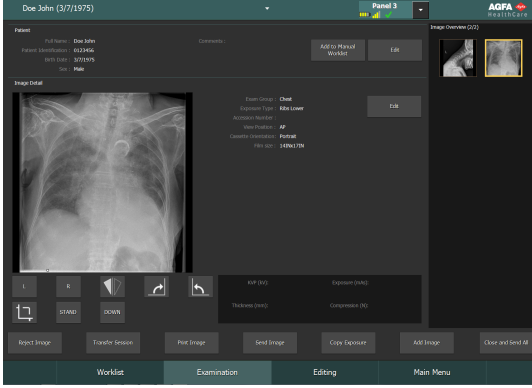 Doe John (3/7/1975)
Panel 3
AGFA
HealthCare
Patient
Full Name : Doe John
Patient Identification : 0123456
Birth Date : 3/7/1975
Sex : Male
Comments :
Add to Manual
Worklist
Edit
Image Overview (2/2)
Image Detail
Exam Group : Chest
Exposure Type : Ribs Lower
Accession Number :
View Position : AP
Cassette Orientation : Portrait
Film size : 14INx17IN
Edit
L
R
STAND
DOWN
KVP (kV):
Exposure (mAs):
Thickness (mm):
Compression (N):
Reject Image
Transfer Session
Print Image
Send Image
Copy Exposure
Add Image
Close and Send All
Worklist
Examination
Editing
Main Menu